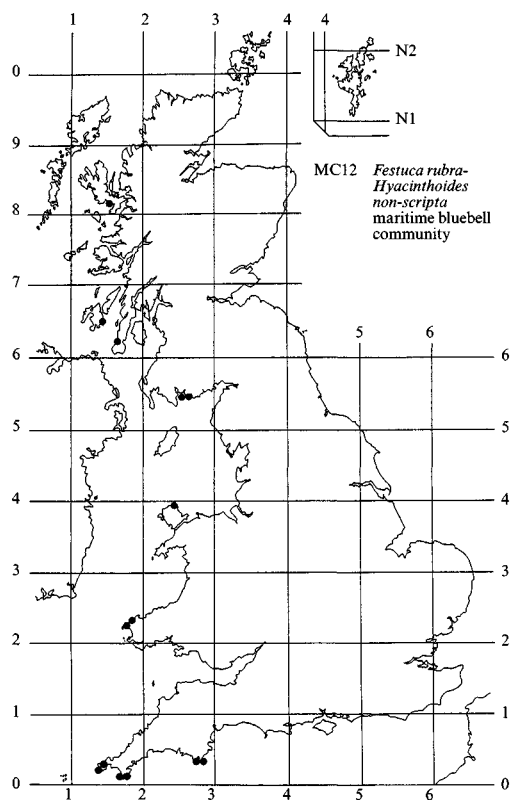 1 2 3 4 4
N2
0
N1
9
MC12 Festuca rubra-
Hyacinthoides
non-scripta
maritime bluebell
community
8
7
5 6
6 6
5 5
4 4
3 3
2 2
1 1
0 0
1 2 3 4 5 6